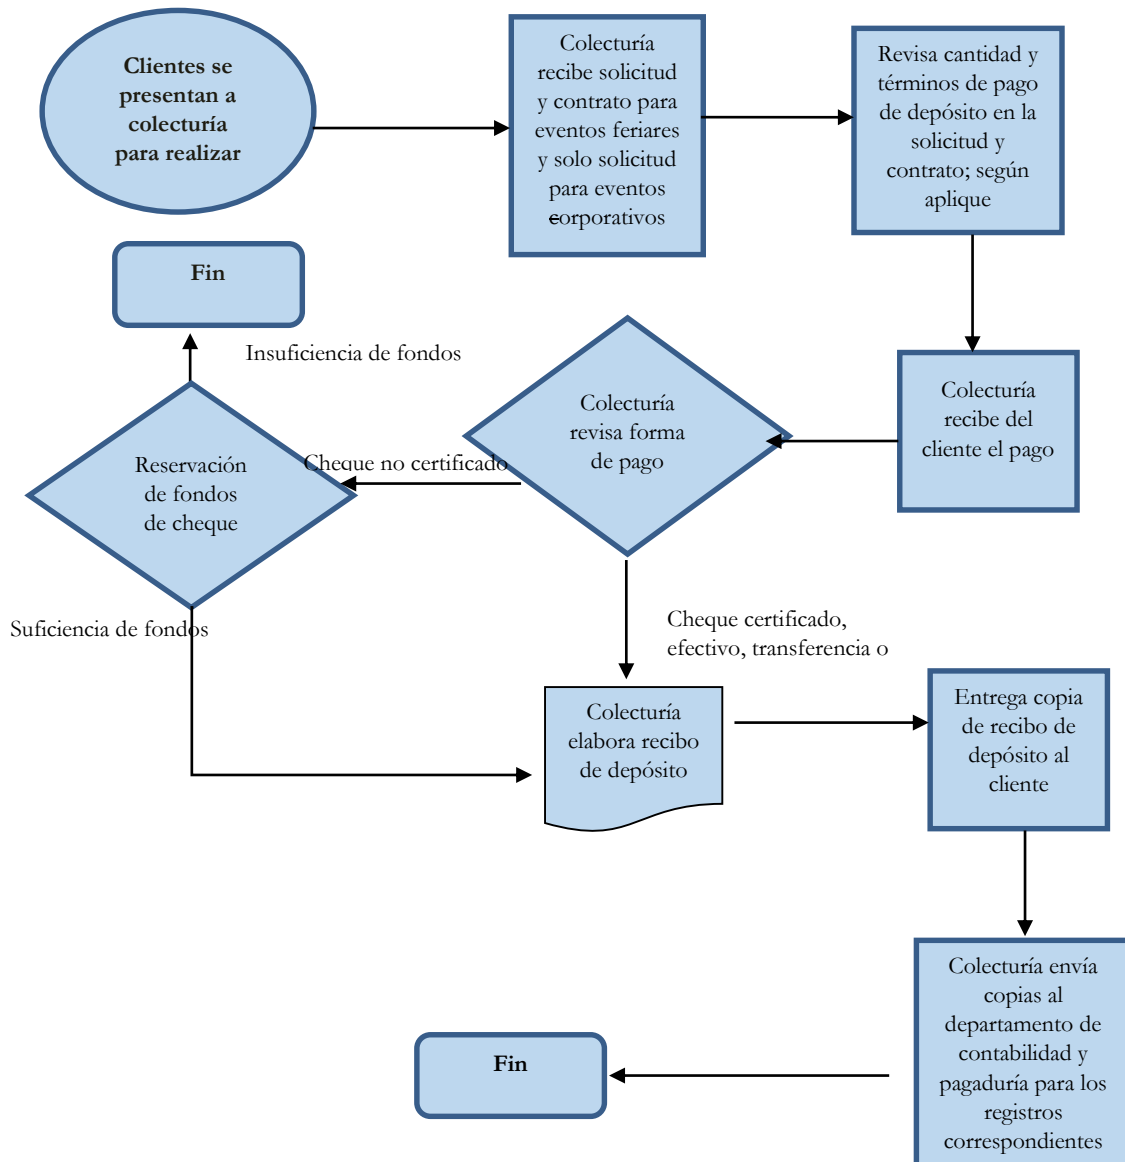 Clientes se
presentan a
colecturía
para realizar
Colecturía
recibe solicitud
y contrato para
eventos feriares
y solo solicitud
para eventos
corporativos
Revisa cantidad y
términos de pago
de depósito en la
solicitud y
contrato; según
aplique
Fin
Insuficiencia de fondos
Colecturía
revisa forma
de pago
Colecturía
recibe del
cliente el pago
Cheque no certificado
Reservación
de fondos
de cheque
Suficiencia de fondos
Cheque certificado,
efectivo, transferencia o
Colecturía
elabora recibo
de depósito
Entrega copia
de recibo de
depósito al
cliente
Colecturía envía
copias al
departamento de
contabilidad y
pagaduría para los
registros
correspondientes
Fin